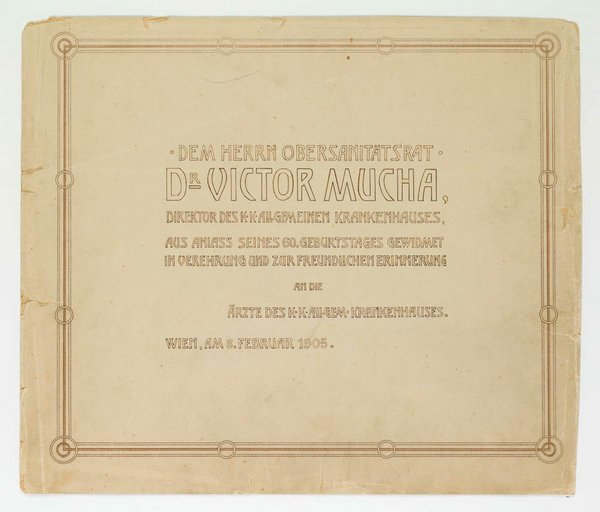 · DEM HERRN OBERSANITATSRAT ·
DR VICTOR MUCHA,
DIREKTOR DES K·K·ALLGEMEINEN KRANKENHAUSES,
AUS ANLASS SEINES 60. GEBURTSTAGES GEWIDMET
IN VEREHRUNG UND ZUR FREUNDLICHEN ERINNERUNG
AN DIE
ÄRZTE DES K·K·ALLGEM· KRANKENHAUSES.
WIEN, AM 8. FEBRUAR 1905.